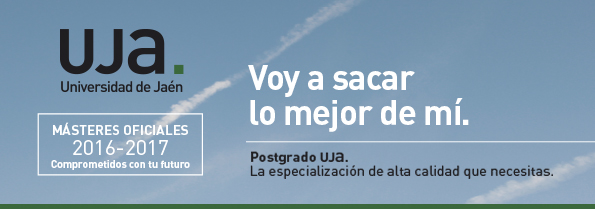 UJa.
Universidad de Jaén
MÁSTERES OFICIALES
2016-2017
Comprometidos con tu futuro
Voy a sacar
lo mejor de mí.
Postgrado UJa.
La especialización de alta calidad que necesitas.